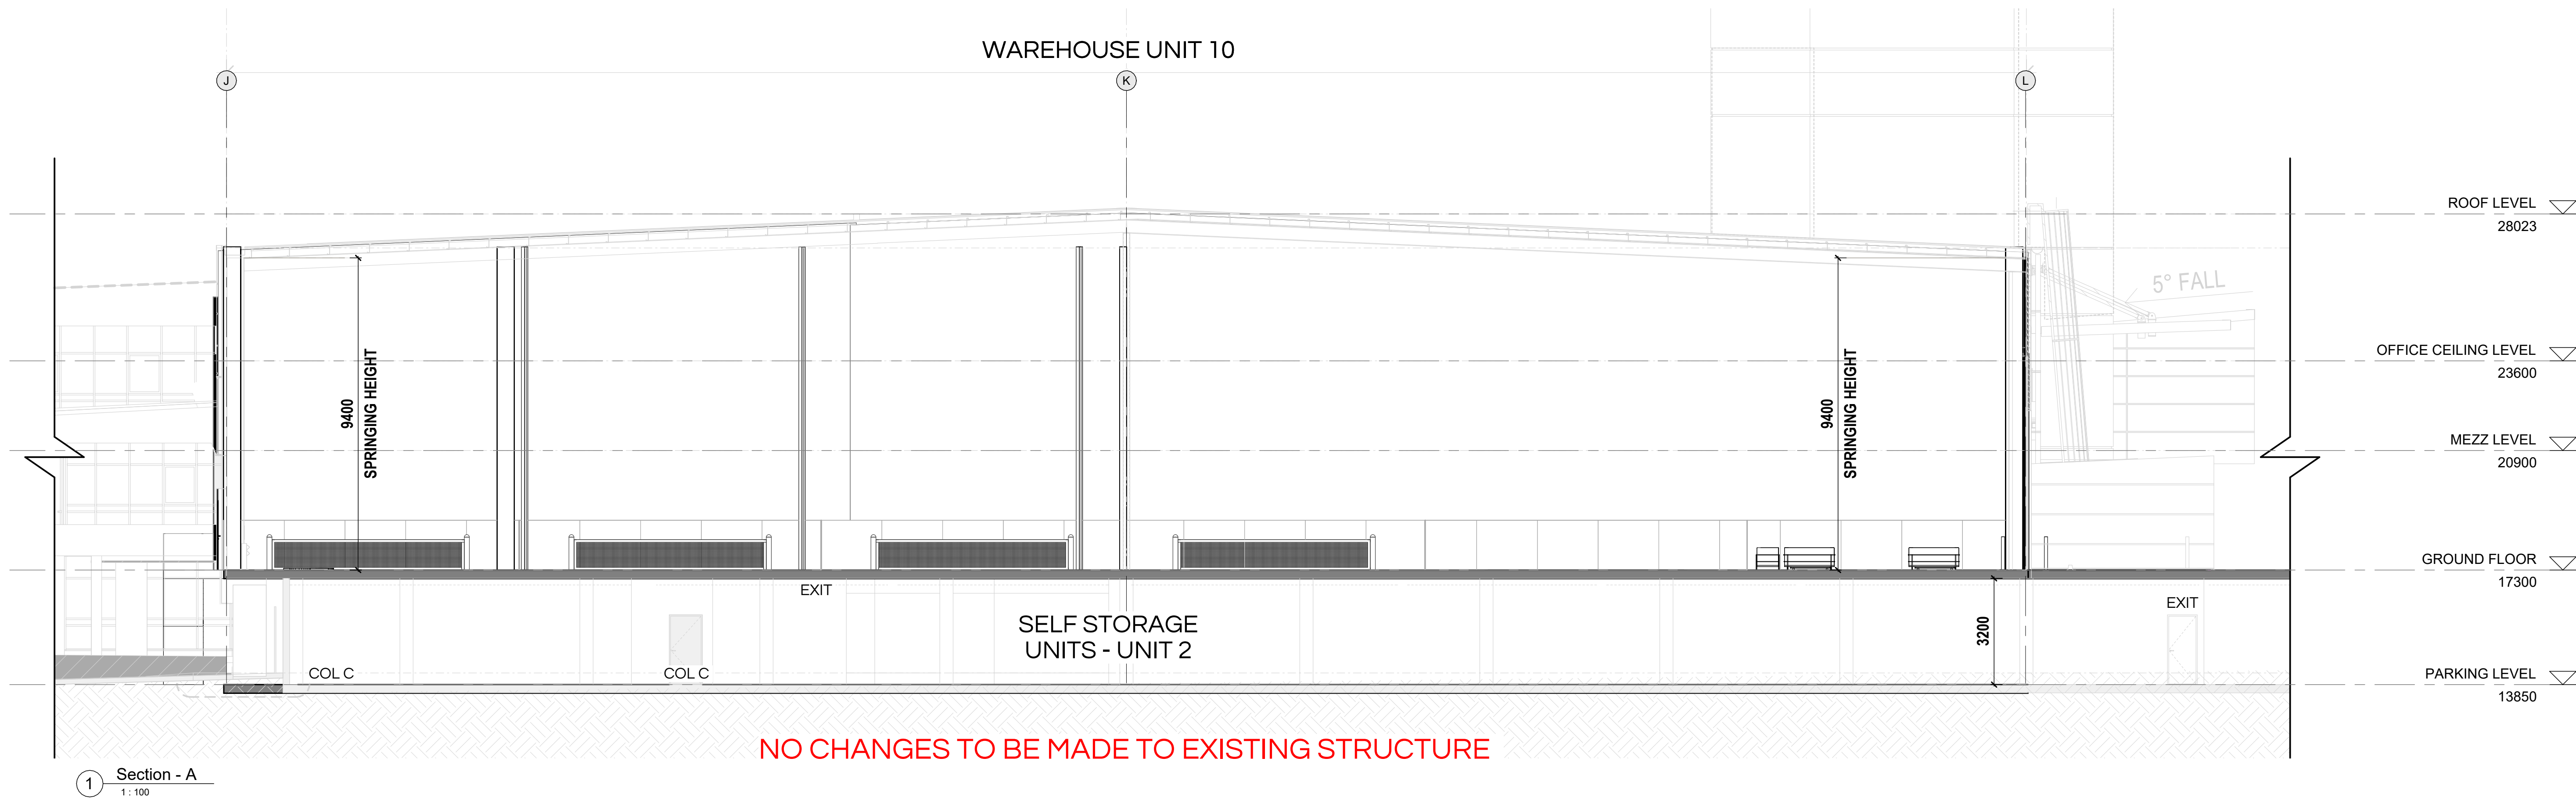 WAREHOUSE UNIT 10
J
K
L
ROOF LEVEL
28023
5° FALL
OFFICE CEILING LEVEL
23600
9400
SPRINGING HEIGHT
9400
SPRINGING HEIGHT
MEZZ LEVEL
20900
GROUND FLOOR
17300
EXIT
EXIT
SELF STORAGE
UNITS - UNIT 2
3200
COL C
COL C
PARKING LEVEL
13850
NO CHANGES TO BE MADE TO EXISTING STRUCTURE
1
Section - A
1 : 100